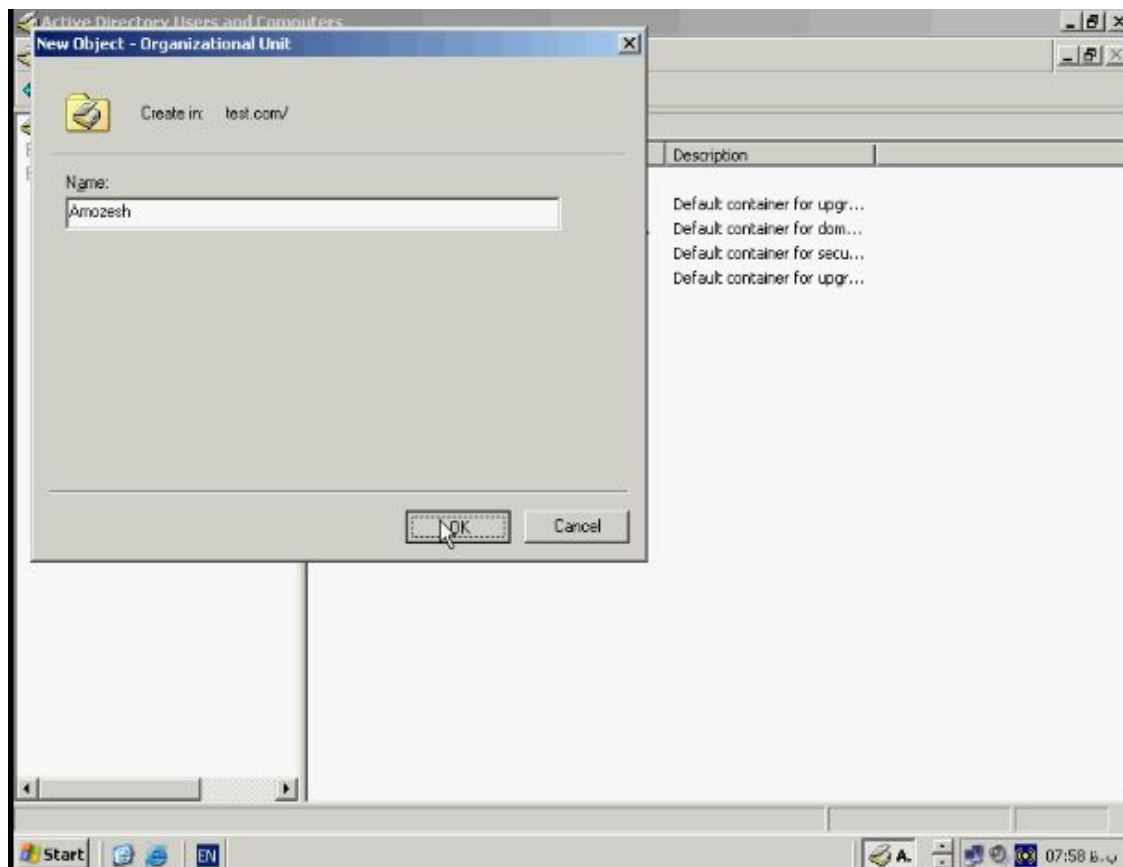 Active Directory Users and Computers
New Object - Organizational Unit
Create in: test.com/
Name:
Amozesh
OK
Cancel
Description
Default container for upgr...
Default container for dom...
Default container for secu...
Default container for upgr...
Start
EN
A.
07:58 ب.ظ